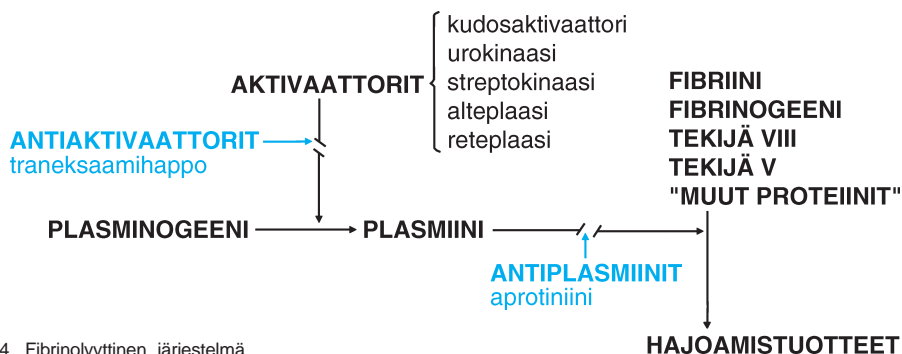 kudosaktivaattori
urokinaasi
AKTIVAATTORIT
streptokinaasi
alteplaasi
reteplaasi
FIBRIINI
FIBRINOGEENI
TEKIJÄ VIII
TEKIJÄ V
"MUUT PROTEIINIT"
ANTIAKTIVAATTORIT
traneksaamihappo
PLASMINOGEENI
PLASMIINI
ANTIPLASMIINIT
aprotiniini
HAJOAMISTUOTTEET
4 Fibrinolyyttinen järjestelmä